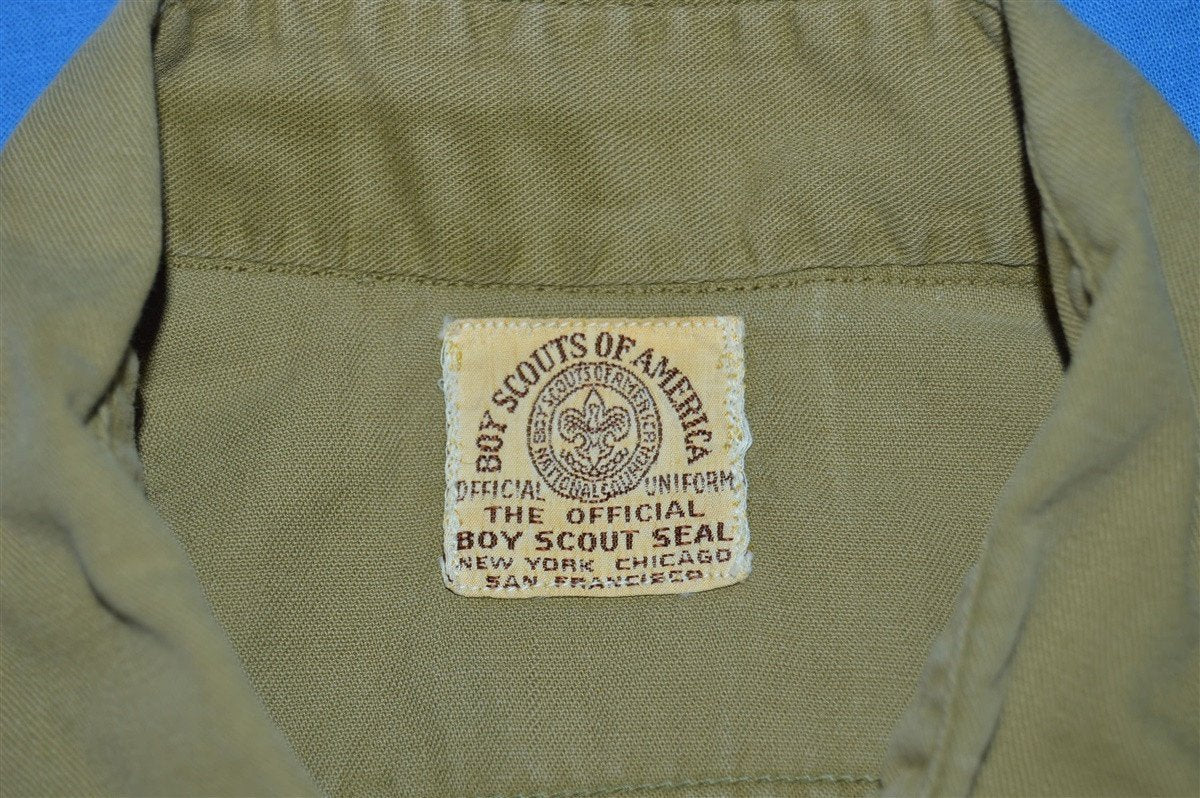 BOY SCOUTS OF AMERICA
BOY SCOUTS OF AMERICA
NATIONAL
OFFICIAL UNIFORM
THE OFFICIAL
BOY SCOUT SEAL
NEW YORK CHICAGO
SAN FRANCISCO